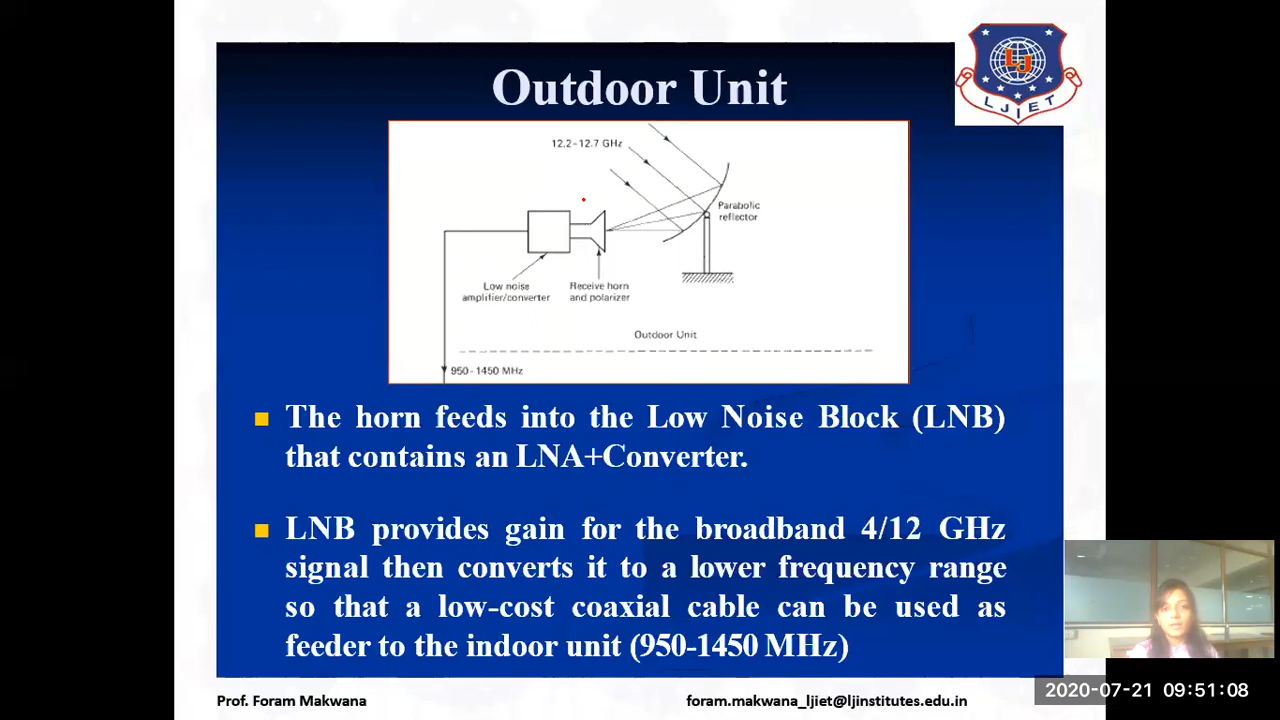 Outdoor Unit
LJIET
12.2-12.7 GHz
Parabolic
reflector
Low noise
amplifier/converter
Receive horn
and polarizer
Outdoor Unit
950-1450 MHz
The horn feeds into the Low Noise Block (LNB)
that contains an LNA+Converter.
LNB provides gain for the broadband 4/12 GHz
signal then converts it to a lower frequency range
so that a low-cost coaxial cable can be used as
feeder to the indoor unit (950-1450 MHz)
Prof. Foram Makwana
foram.makwana_ljiet@ljinstitutes.edu.in
2020-07-21 09:51:08